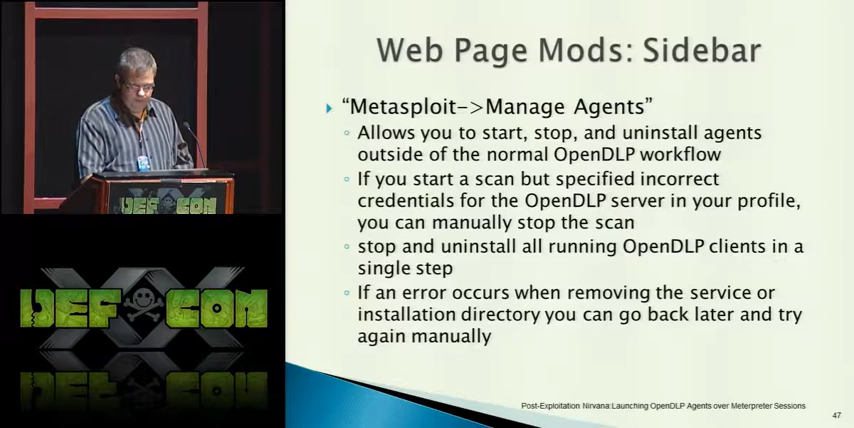 Web Page Mods: Sidebar
“Metasploit->Manage Agents”
Allows you to start, stop, and uninstall agents
outside of the normal OpenDLP workflow
If you start a scan but specified incorrect
credentials for the OpenDLP server in your profile,
you can manually stop the scan
stop and uninstall all running OpenDLP clients in a
single step
If an error occurs when removing the service or
installation directory you can go back later and try
again manually
Post-Exploitation Nirvana:Launching OpenDLP Agents over Meterpreter Sessions
47
DEF CON
XX
DEF CON